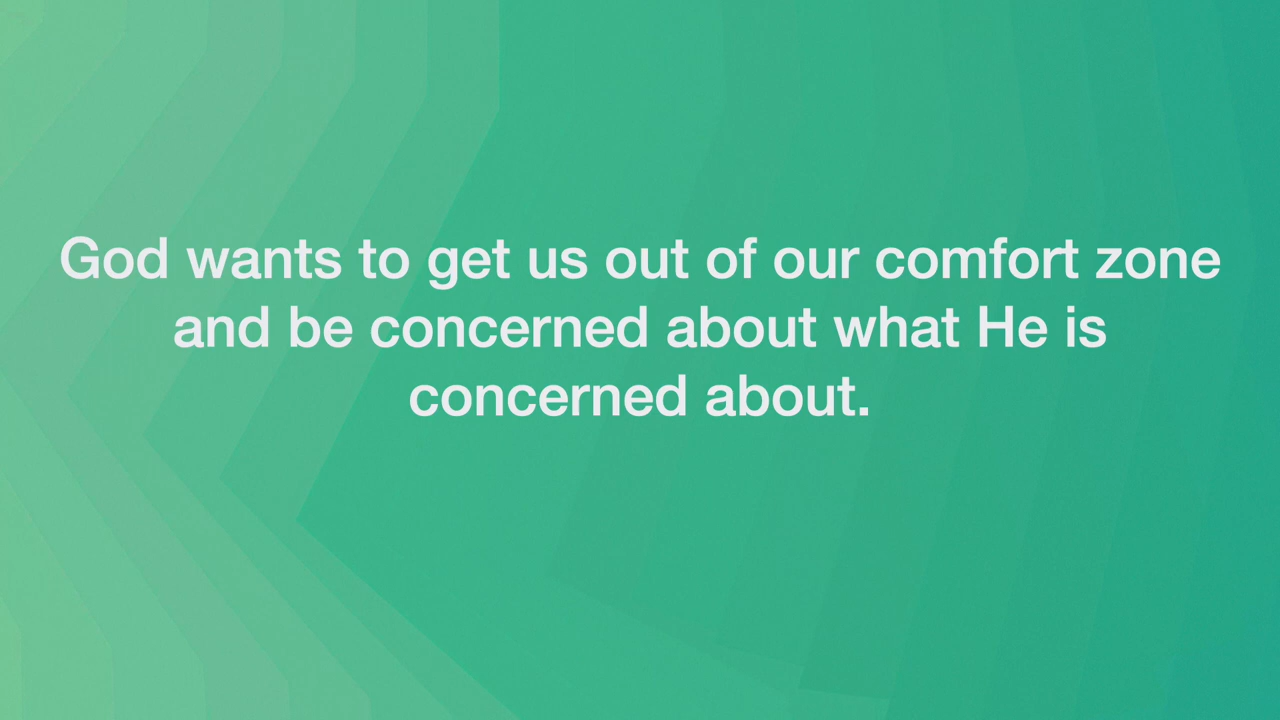 God wants to get us out of our comfort zone
and be concerned about what He is
concerned about.